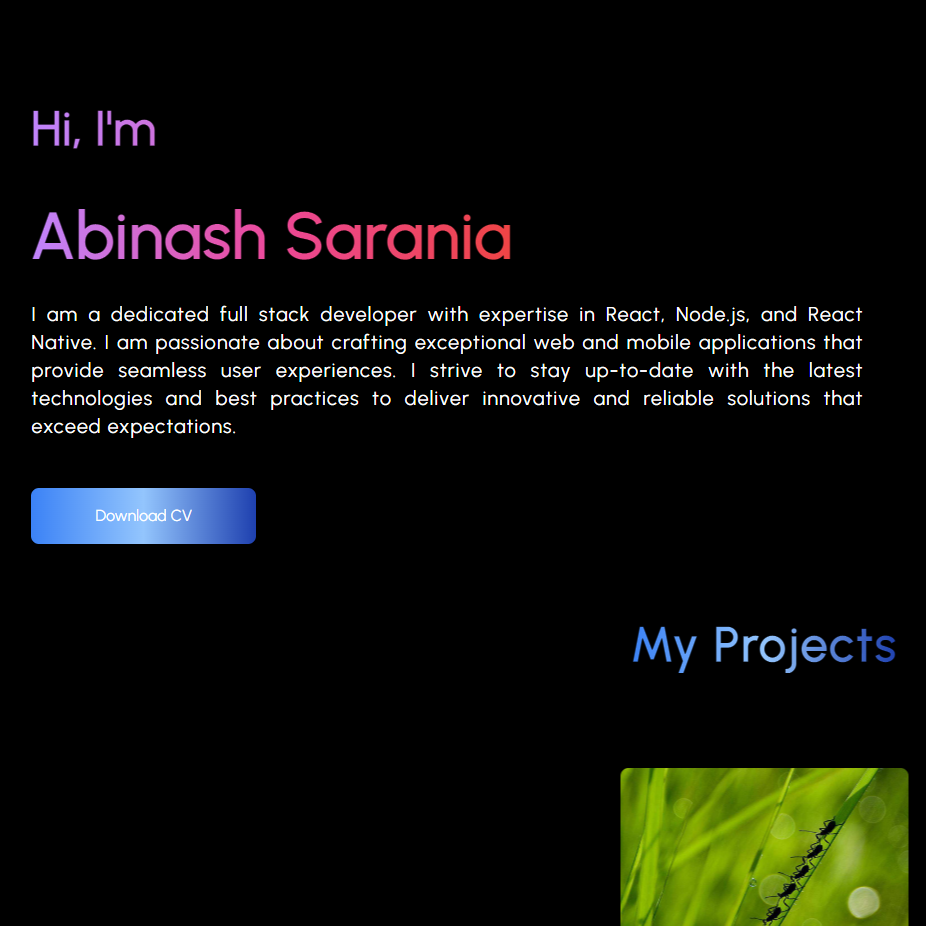 Hi, I'm
Abinash Sarania
I am a dedicated full stack developer with expertise in React, Node.js, and React
Native. I am passionate about crafting exceptional web and mobile applications that
provide seamless user experiences. I strive to stay up-to-date with the latest
technologies and best practices to deliver innovative and reliable solutions that
exceed expectations.
Download CV
My Projects